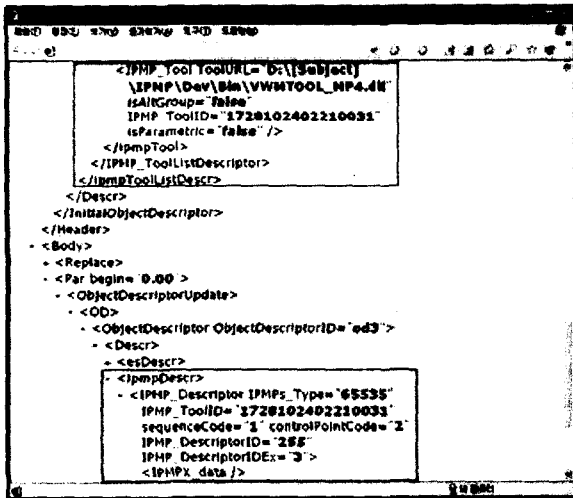 <IPMP_Tool ToolURL="D:\[Subject]
\IPMP\Dev\Bin\VWMTOOL_MP4.dll"
isAltGroup="false"
IPMP_ToolID="1728102402210031"
isParametric="false" />
</ipmpTool>
</IPMP_ToolListDescriptor>
</ipmpToolListDescr>
</Descr>
</InitialObjectDescriptor>
</Header>
- <Body>
+ <Replace>
- <Par begin="0.00">
- <ObjectDescriptorUpdate>
- <OD>
- <ObjectDescriptor ObjectDescriptorID="od3">
- <Descr>
+ <esDescr>
- <ipmpDescr>
- <IPMP_Descriptor IPMPs_Type="65535"
IPMP_ToolID="1728102402210031"
sequenceCode="1" controlPointCode="2"
IPMP_DescriptorID="255"
IPMP_DescriptorIDEx="3">
<IPMPX_data />